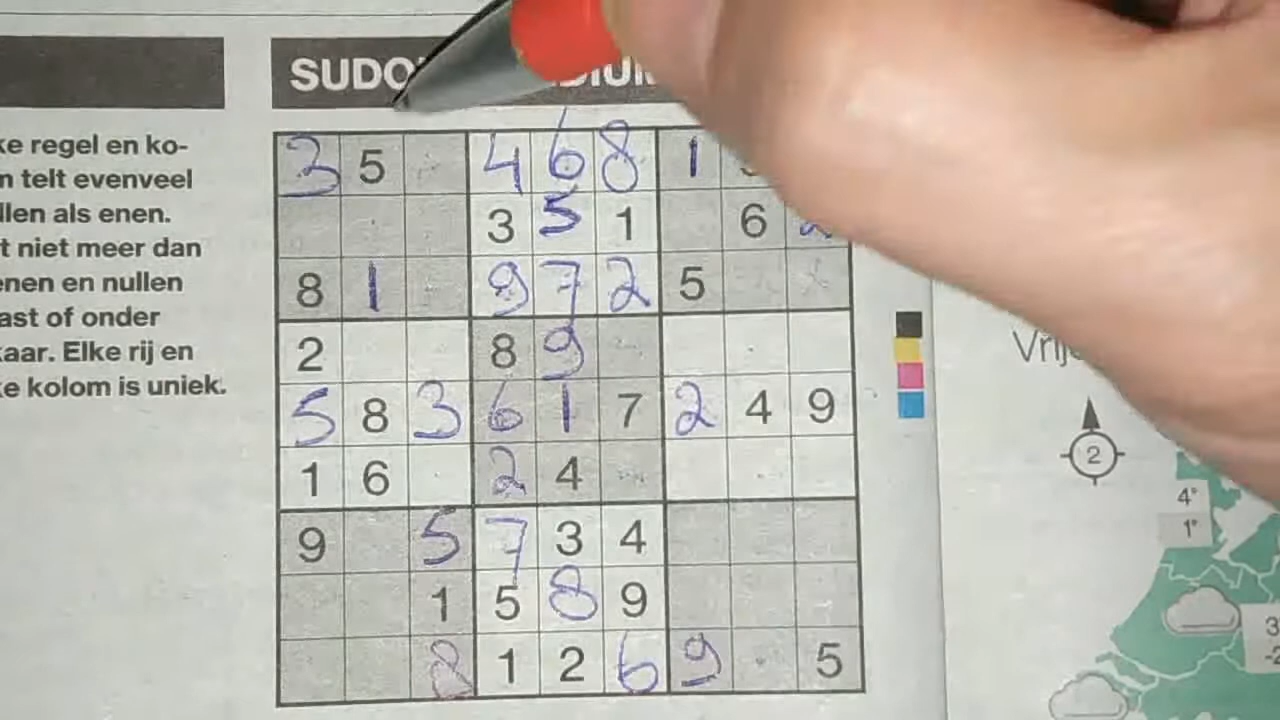 SUDO
ke regel en ko-
n telt evenveel
llen als enen.
t niet meer dan
enen en nullen
ast of onder
kaar. Elke rij en
ke kolom is uniek.
3 5 4 6 8 1
3 5 1 6
8 1 9 7 2 5
2 8 9
5 8 3 6 1 7 2 4 9
1 6 2 4
9 5 7 3 4
1 5 8 9
8 1 2 6 9 5
Vrij
2
4°
1°
3
-2